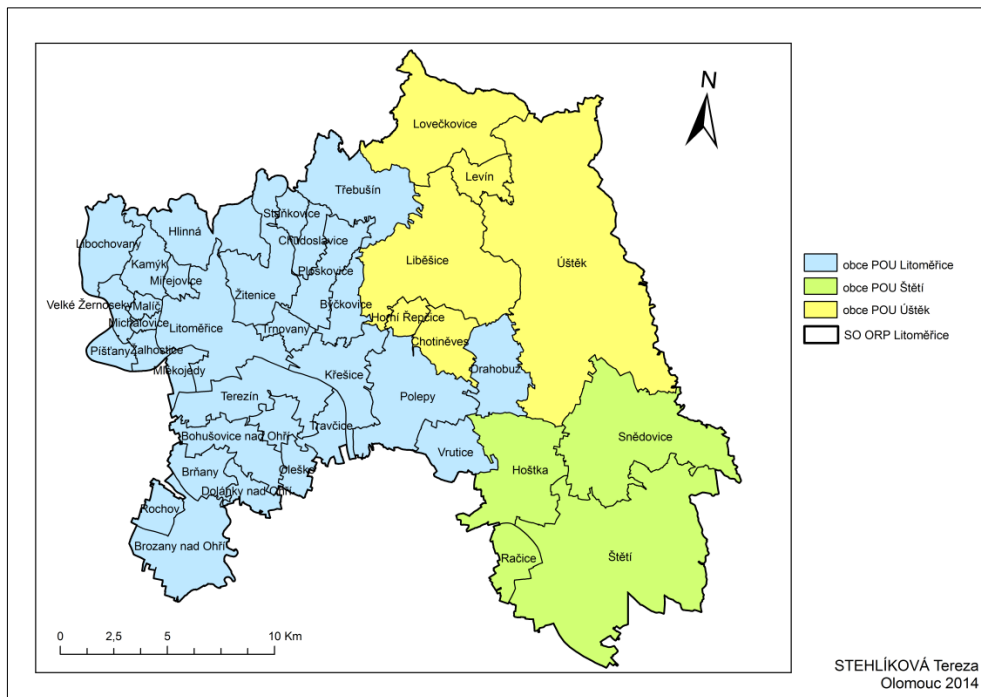 N
Lovečkovice
Levín
Třebušín
Staňkovice
Hlinná
Chudoslavice
Libochovany
Kamýk
Liběšice
Úštěk
Ploskovice
Miřejovice
Žitenice
Býčkovice
Velké Žernoseky
Malíč
Michalovice
Horní Řepčice
Litoměřice
Trnovany
Chotiněves
Píšťany
Žalhostice
Drahobuz
Mlékojedy
Křešice
Terezín
Polepy
Travčice
Bohušovice nad Ohří
Snědovice
Vrutice
Brňany
Oleško
Hoštka
Dolánky nad Ohří
Rochov
Brozany nad Ohří
Račice
Štětí
obce POU Litoměřice
obce POU Štětí
obce POU Úštěk
SO ORP Litoměřice
0 2,5 5 10 Km
STEHLÍKOVÁ Tereza
Olomouc 2014